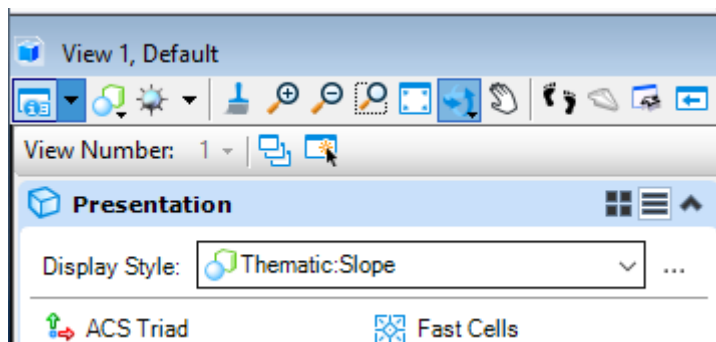 View 1, Default
View Number: 1
Presentation
Display Style: Thematic:Slope ...
ACS Triad Fast Cells